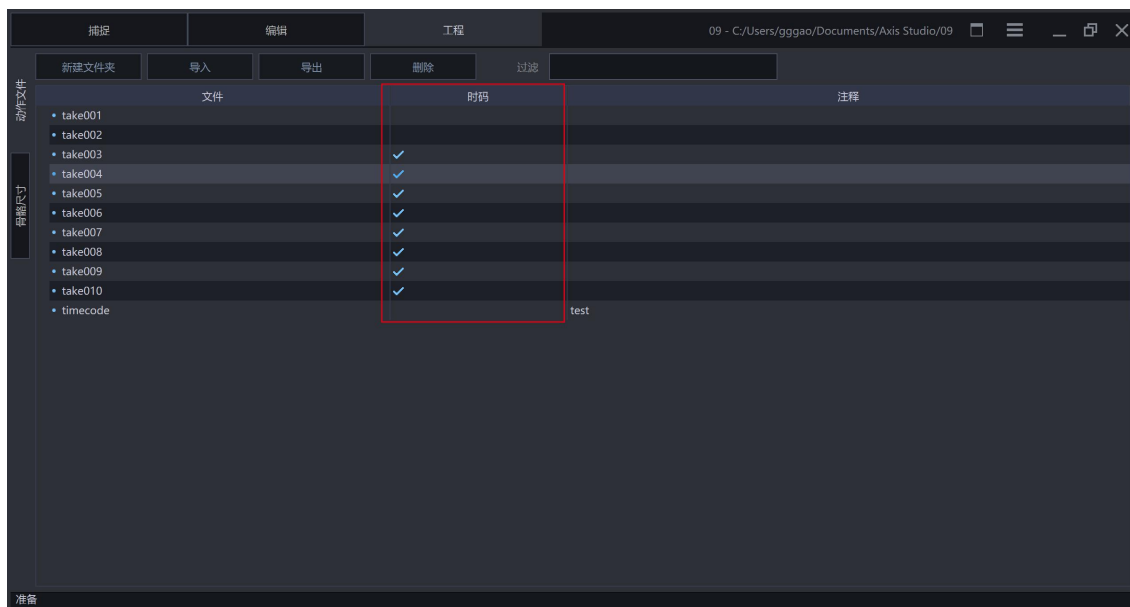 捕捉 编辑 工程 09 - C:/Users/gggao/Documents/Axis Studio/09
新建文件夹 导入 导出 删除 过滤
动作文件
骨骼尺寸
文件 时码 注释
take001
take002
take003
take004
take005
take006
take007
take008
take009
take010
timecode test
准备